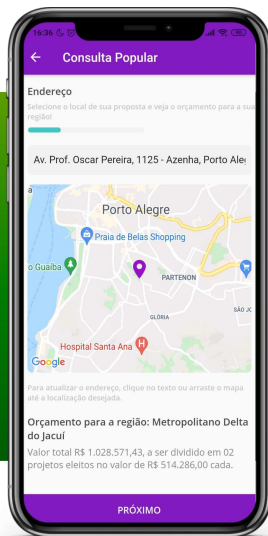 16:36
Consulta Popular
Endereço
Selecione o local de sua proposta e veja o orçamento para a sua
região!
Av. Prof. Oscar Pereira, 1125 - Azenha, Porto Aleg
a
Porto Alegre
Praia de Belas Shopping
o Guaíba
PARTENON
GLÓRIA
SÃO JO
Hospital Santa Ana
H
Google
Para atualizar o endereço, clique no texto ou arraste o mapa
até a localização desejada.
Orçamento para a região: Metropolitano Delta
do Jacuí
Valor total R$ 1.028.571,43, a ser dividido em 02
projetos eleitos no valor de R$ 514.286,00 cada.
PRÓXIMO